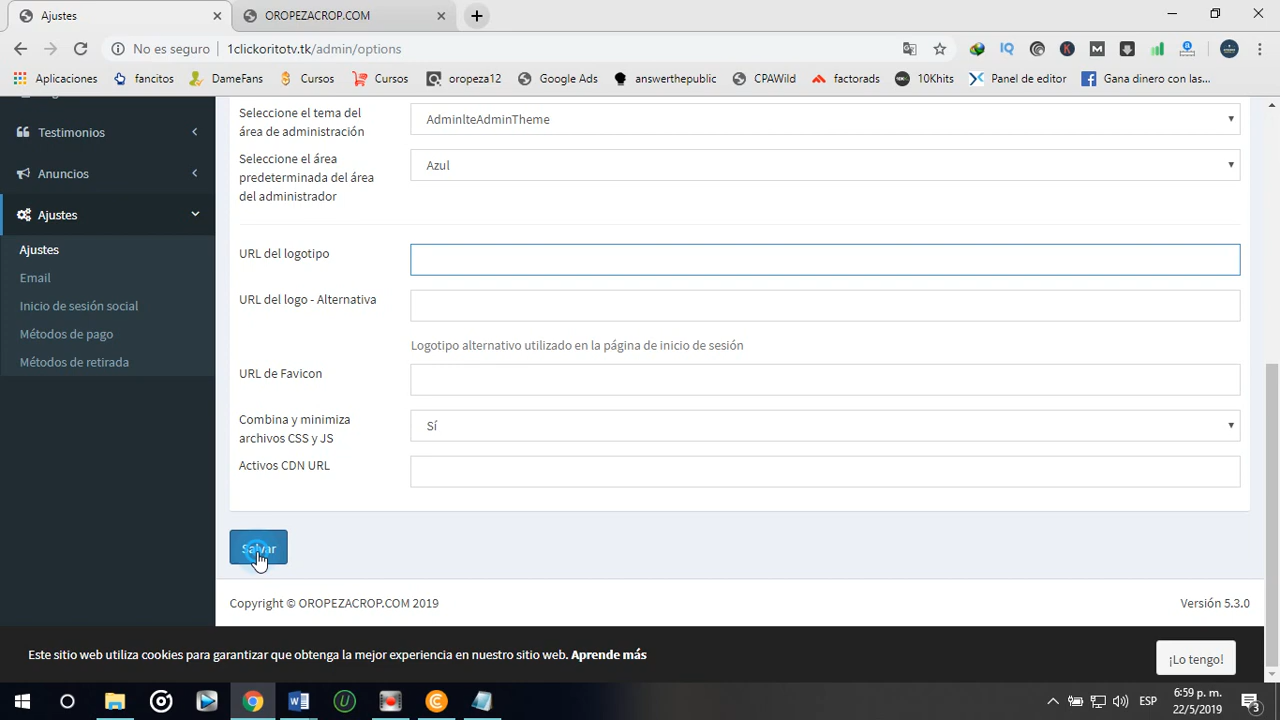 Ajustes
OROPEZACROP.COM
No es seguro
1clickoritotv.tk/admin/options
Aplicaciones
fancitos
DameFans
Cursos
Cursos
oropeza12
Google Ads
answerthepublic
CPAWild
factorads
10Khits
Panel de editor
Gana dinero con las...
Testimonios
Anuncios
Ajustes
Ajustes
Email
Inicio de sesión social
Métodos de pago
Métodos de retirada
Seleccione el tema del
área de administración
AdminlteAdminTheme
Seleccione el área
predeterminada del área
del administrador
Azul
URL del logotipo
URL del logo - Alternativa
Logotipo alternativo utilizado en la página de inicio de sesión
URL de Favicon
Combina y minimiza
archivos CSS y JS
Sí
Activos CDN URL
Salvar
Copyright © OROPEZACROP.COM 2019
Versión 5.3.0
Este sitio web utiliza cookies para garantizar que obtenga la mejor experiencia en nuestro sitio web. Aprende más
¡Lo tengo!
ESP
6:59 p. m.
22/5/2019
3